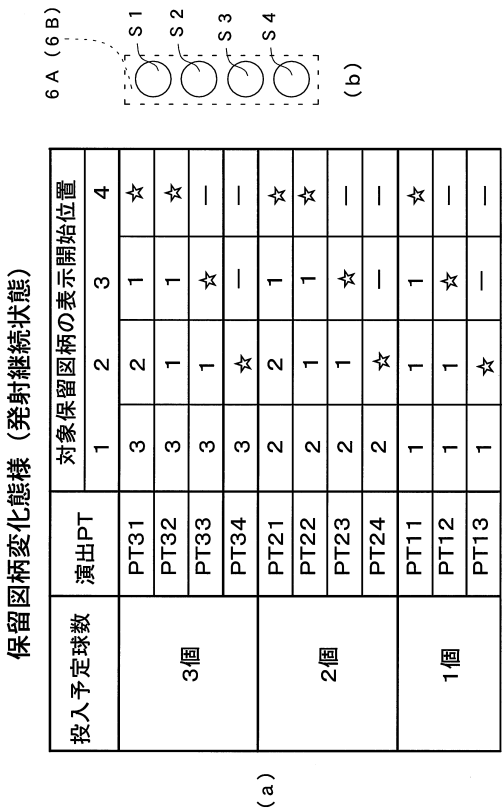 保留図柄変化態様(発射継続状態)
投入予定球数 演出PT 対象保留図柄の表示開始位置
1 2 3 4
3個 PT31 3 2 1 ☆
PT32 3 1 1 ☆
PT33 3 1 ☆ —
PT34 3 ☆ — —
2個 PT21 2 2 1 ☆
PT22 2 1 1 ☆
PT23 2 1 ☆ —
PT24 2 ☆ — —
1個 PT11 1 1 1 ☆
PT12 1 1 ☆ —
PT13 1 ☆ — —
(a)
6A(6B)
S1
S2
S3
S4
(b)